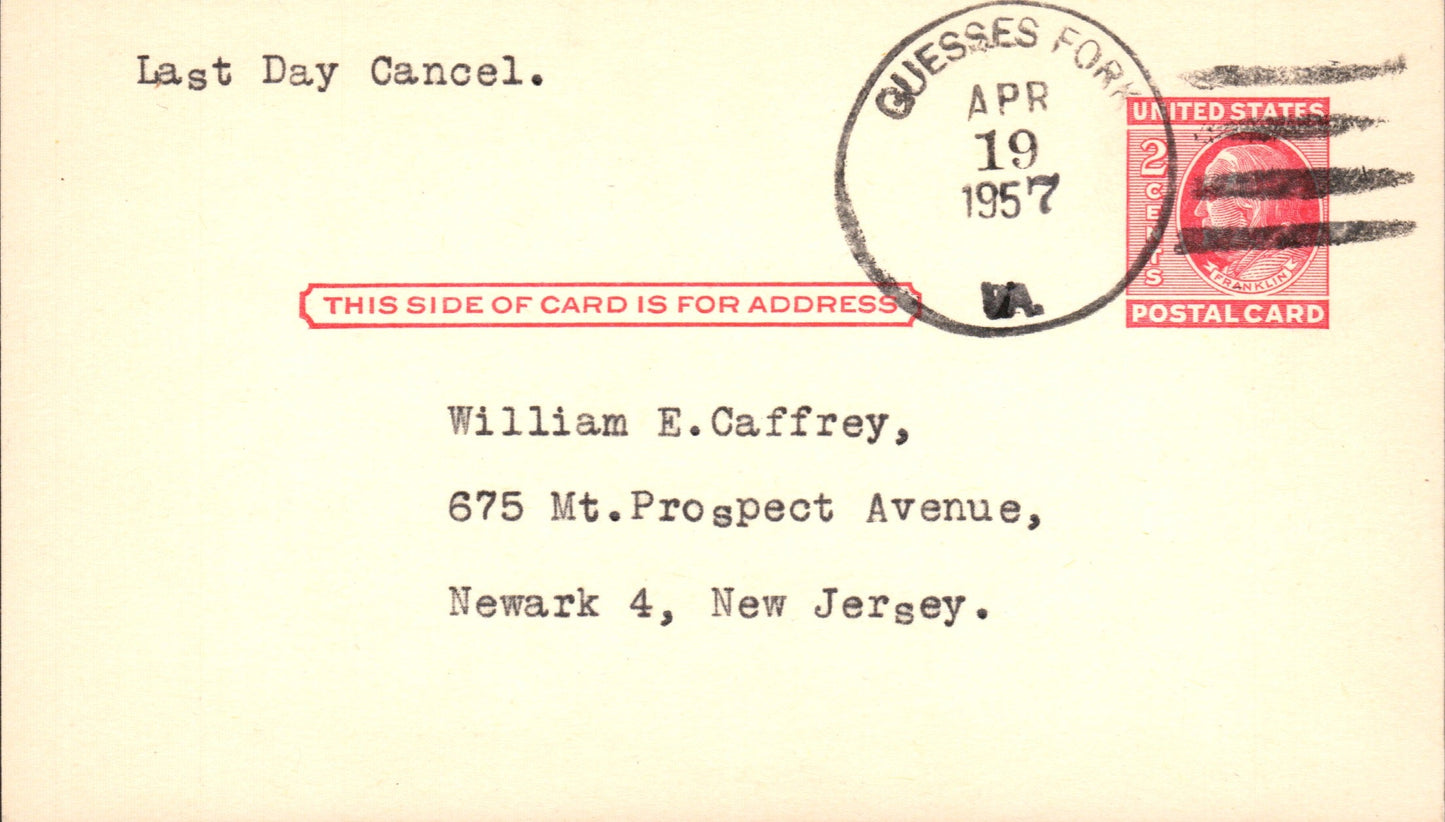 Last Day Cancel.
GUESSES FORK
APR
19
1957
VA.
UNITED STATES
2
CENTS
FRANKLIN
POSTAL CARD
THIS SIDE OF CARD IS FOR ADDRESS
William E.Caffrey,
675 Mt.Prospect Avenue,
Newark 4, New Jersey.